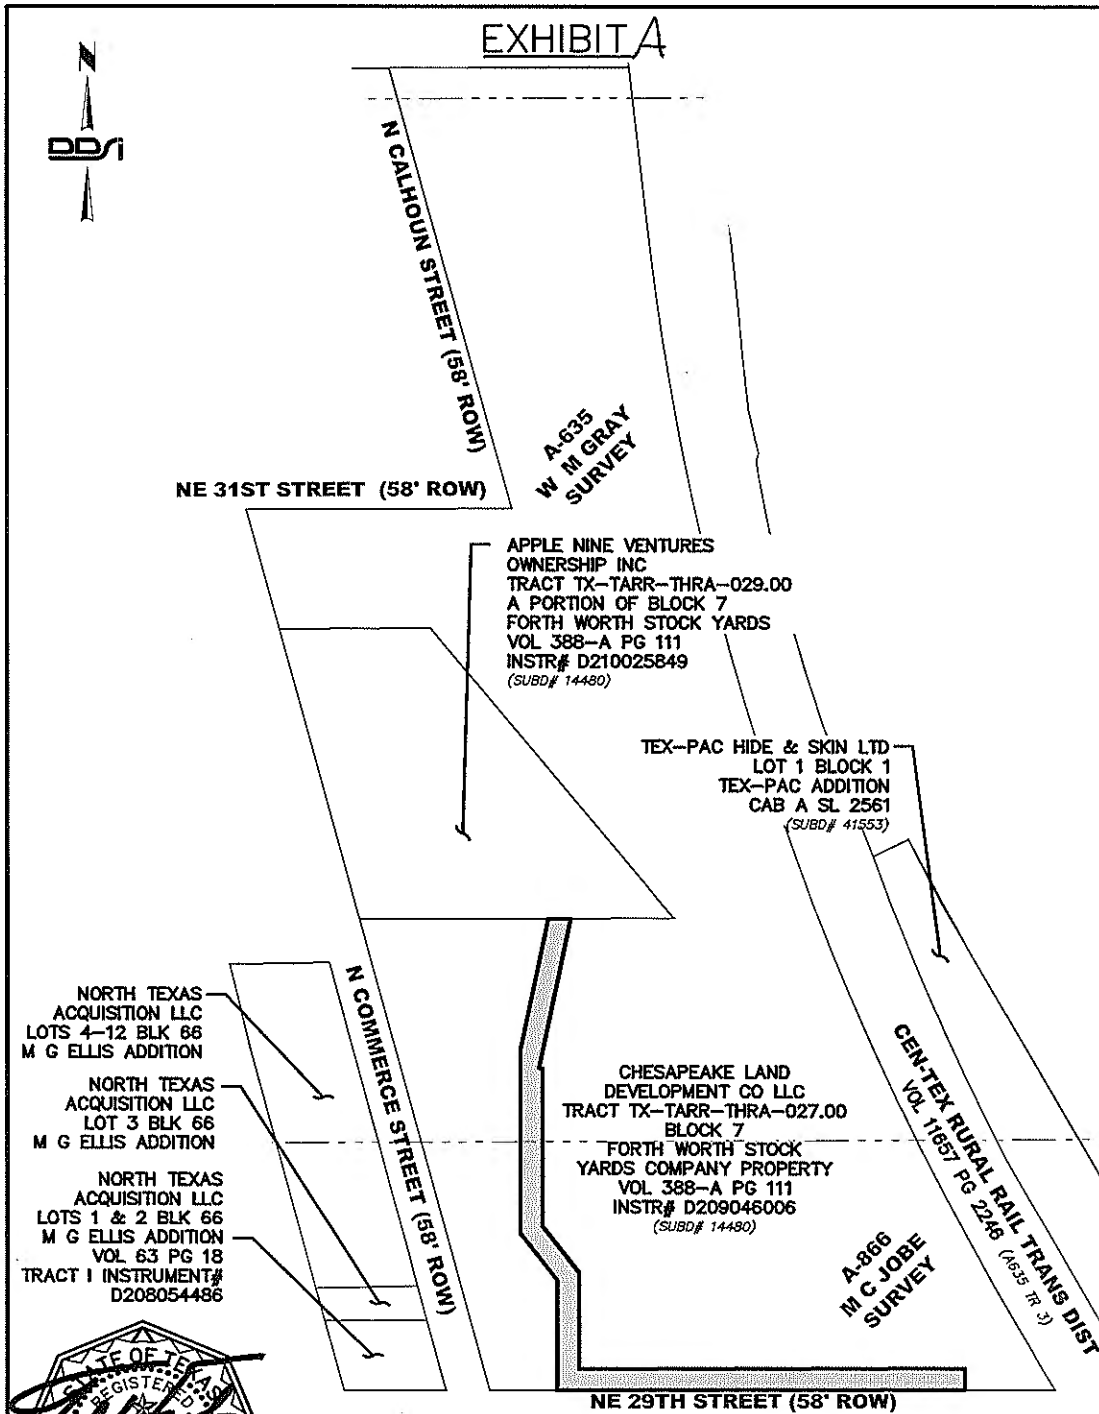 EXHIBIT A
N
DDSi
N CALHOUN STREET (58' ROW)
A-635
W M GRAY
SURVEY
NE 31ST STREET (58' ROW)
APPLE NINE VENTURES
OWNERSHIP INC
TRACT TX-TARR-THRA-029.00
A PORTION OF BLOCK 7
FORTH WORTH STOCK YARDS
VOL 388-A PG 111
INSTR# D210025849
(SUBD# 14480)
TEX-PAC HIDE & SKIN LTD
LOT 1 BLOCK 1
TEX-PAC ADDITION
CAB A SL 2561
(SUBD# 41553)
NORTH TEXAS
ACQUISITION LLC
LOTS 4-12 BLK 66
M G ELLIS ADDITION
NORTH TEXAS
ACQUISITION LLC
LOT 3 BLK 66
M G ELLIS ADDITION
NORTH TEXAS
ACQUISITION LLC
LOTS 1 & 2 BLK 66
M G ELLIS ADDITION
VOL 63 PG 18
TRACT I INSTRUMENT#
D208054486
N COMMERCE STREET (58' ROW)
CHESAPEAKE LAND
DEVELOPMENT CO LLC
TRACT TX-TARR-THRA-027.00
BLOCK 7
FORTH WORTH STOCK
YARDS COMPANY PROPERTY
VOL 388-A PG 111
INSTR# D209046006
(SUBD# 14480)
CEN-TEX RURAL RAIL TRANS DIST
VOL 11657 PG 2246 (A635 TR 3)
A-866
M C JOBE
SURVEY
STATE OF TEXAS
REGISTERED
NE 29TH STREET (58' ROW)